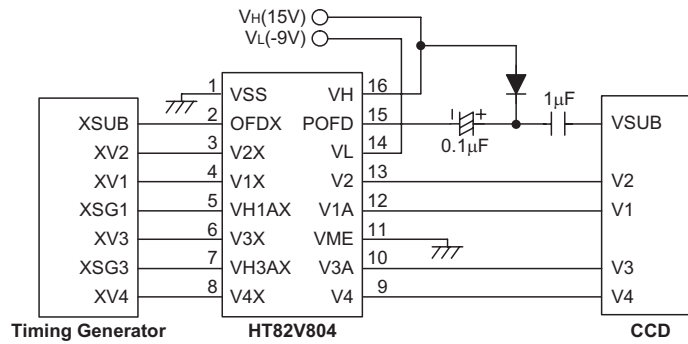 VH(15V)
VL(-9V)
1 VSS VH 16
XSUB 2 OFDX POFD 15 - + 0.1µF 1µF VSUB
XV2 3 V2X VL 14
XV1 4 V1X V2 13 V2
XSG1 5 VH1AX V1A 12 V1
XV3 6 V3X VME 11
XSG3 7 VH3AX V3A 10 V3
XV4 8 V4X V4 9 V4
Timing Generator HT82V804 CCD